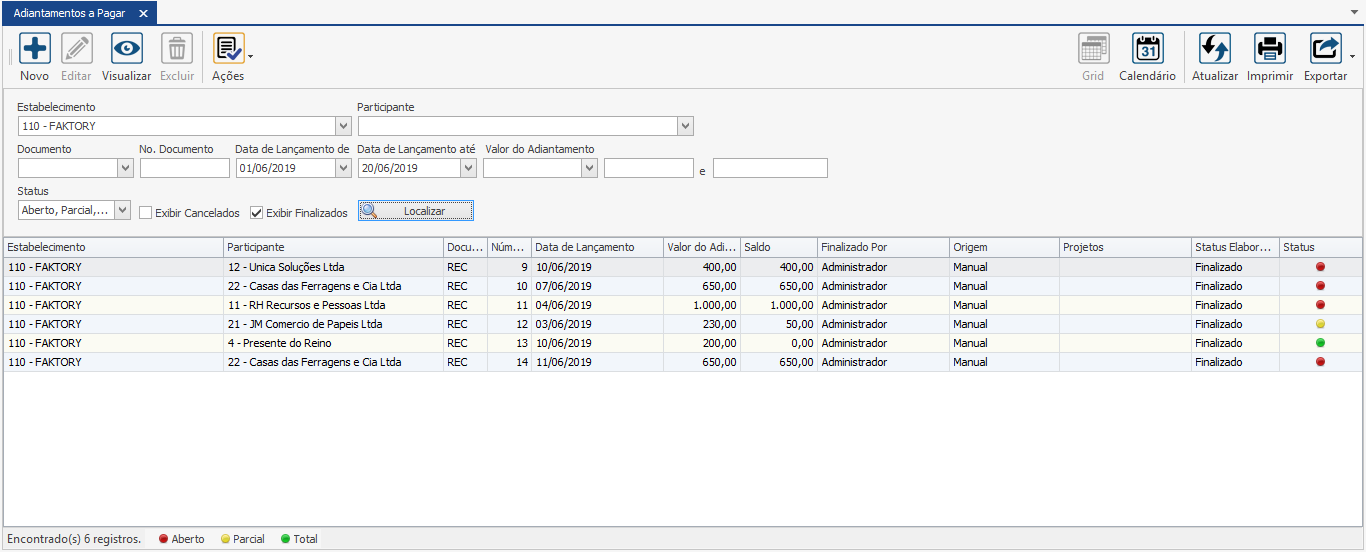 Adiantamentos a Pagar
Novo Editar Visualizar Excluir Ações Grid 31 Calendário Atualizar Imprimir Exportar
Estabelecimento Participante
110 - FAKTORY
Documento No. Documento Data de Lançamento de Data de Lançamento até Valor do Adiantamento
01/06/2019 20/06/2019 e
Status
Aberto, Parcial,... Exibir Cancelados Exibir Finalizados Localizar
Estabelecimento Participante Docu... Núm... Data de Lançamento Valor do Adi... Saldo Finalizado Por Origem Projetos Status Elabor... Status
110 - FAKTORY 12 - Unica Soluções Ltda REC 9 10/06/2019 400,00 400,00 Administrador Manual Finalizado
110 - FAKTORY 22 - Casas das Ferragens e Cia Ltda REC 10 07/06/2019 650,00 650,00 Administrador Manual Finalizado
110 - FAKTORY 11 - RH Recursos e Pessoas Ltda REC 11 04/06/2019 1.000,00 1.000,00 Administrador Manual Finalizado
110 - FAKTORY 21 - JM Comercio de Papeis Ltda REC 12 03/06/2019 230,00 50,00 Administrador Manual Finalizado
110 - FAKTORY 4 - Presente do Reino REC 13 10/06/2019 200,00 0,00 Administrador Manual Finalizado
110 - FAKTORY 22 - Casas das Ferragens e Cia Ltda REC 14 11/06/2019 650,00 650,00 Administrador Manual Finalizado
Encontrado(s) 6 registros. Aberto Parcial Total